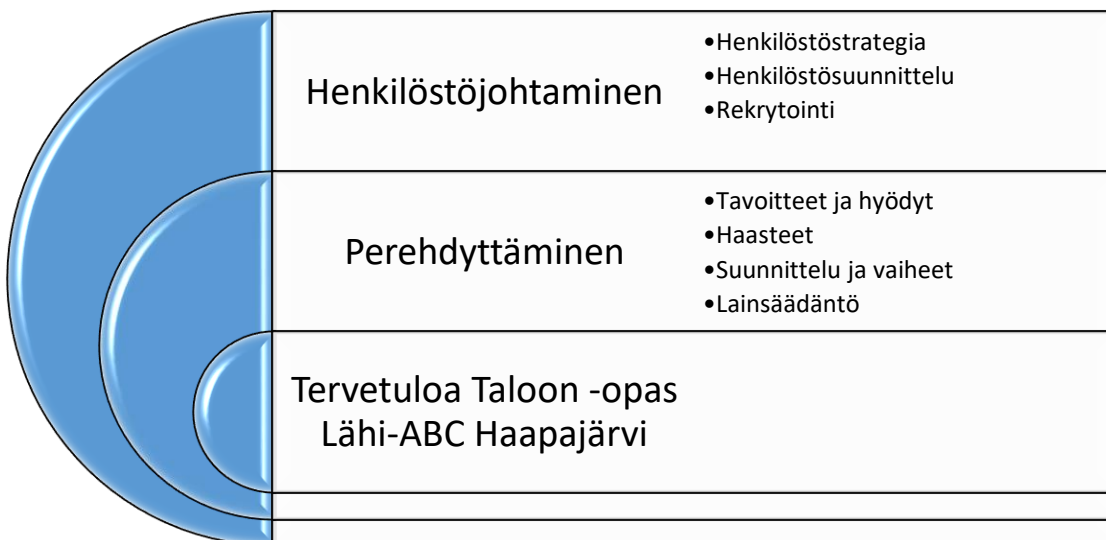 Henkilöstöjohtaminen
•Henkilöstöstrategia
•Henkilöstösuunnittelu
•Rekrytointi
Perehdyttäminen
•Tavoitteet ja hyödyt
•Haasteet
•Suunnittelu ja vaiheet
•Lainsäädäntö
Tervetuloa Taloon -opas
Lähi-ABC Haapajärvi